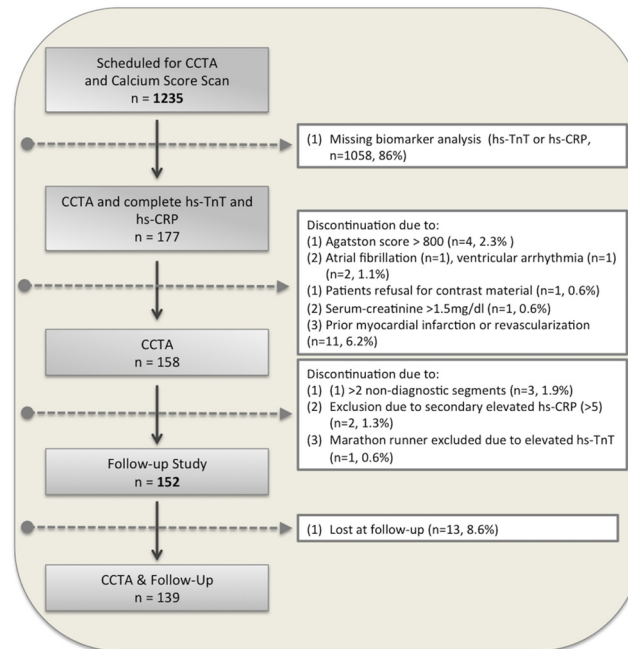 Scheduled for CCTA
and Calcium Score Scan
n = 1235
(1) Missing biomarker analysis (hs-TnT or hs-CRP,
n=1058, 86%)
CCTA and complete hs-TnT and
hs-CRP
n = 177
Discontinuation due to:
(1) Agatston score > 800 (n=4, 2.3% )
(2) Atrial fibrillation (n=1), ventricular arrhythmia (n=1)
(n=2, 1.1%)
(1) Patients refusal for contrast material (n=1, 0.6%)
(2) Serum-creatinine >1.5mg/dl (n=1, 0.6%)
(3) Prior myocardial infarction or revascularization
(n=11, 6.2%)
CCTA
n = 158
Discontinuation due to:
(1) (1) >2 non-diagnostic segments (n=3, 1.9%)
(2) Exclusion due to secondary elevated hs-CRP (>5)
(n=2, 1.3%)
(3) Marathon runner excluded due to elevated hs-TnT
(n=1, 0.6%)
Follow-up Study
n = 152
(1) Lost at follow-up (n=13, 8.6%)
CCTA & Follow-Up
n = 139